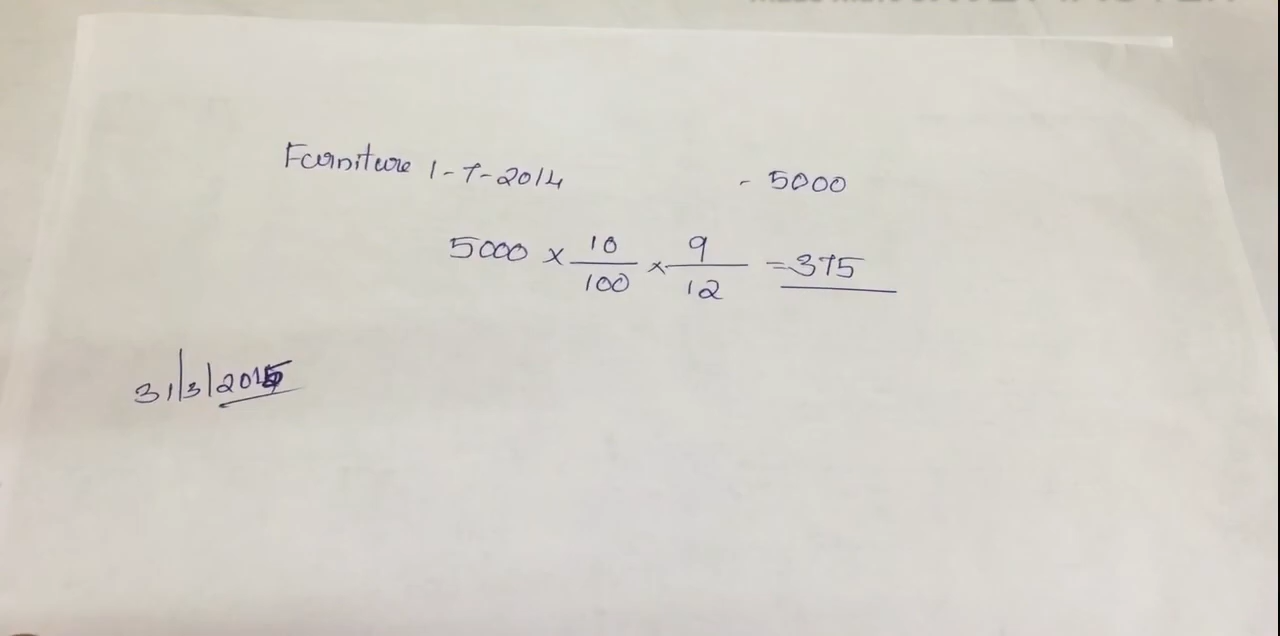 Furniture 1-7-2014 - 5000
5000 × 10/100 × 9/12 = 375
31/3/2015